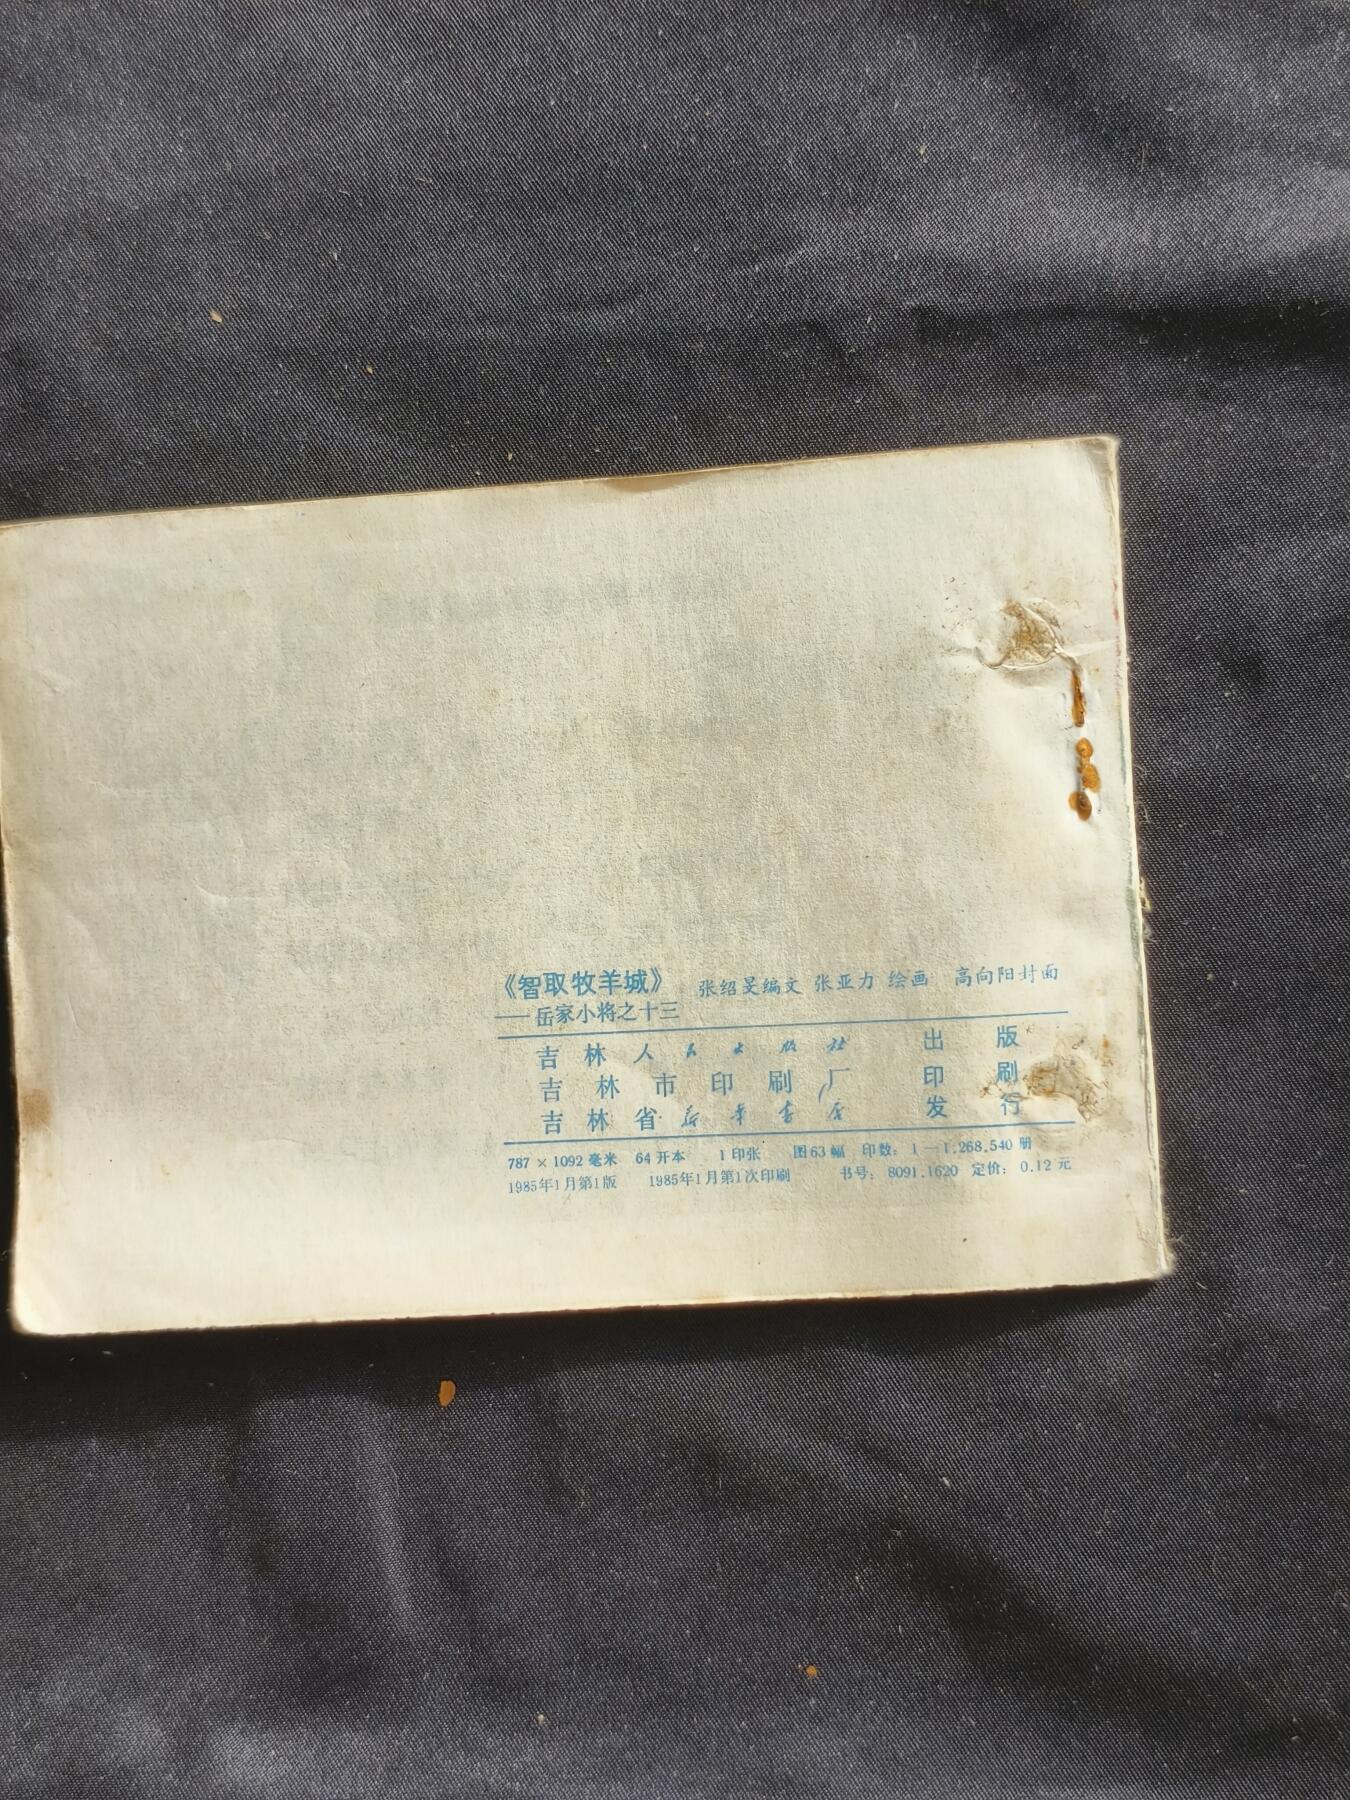 《智取牧羊城》 张绍旻编文 张亚力 绘画 高向阳封面
——岳家小将之十三
吉林人民出版社 出版
吉林市印刷厂 印刷
吉林省新华书店 发行
787×1092毫米 64开本 1印张 图63幅 印数:1—1,268,540册
1985年1月第1版 1985年1月第1次印刷 书号:8091.1620 定价:0.12元